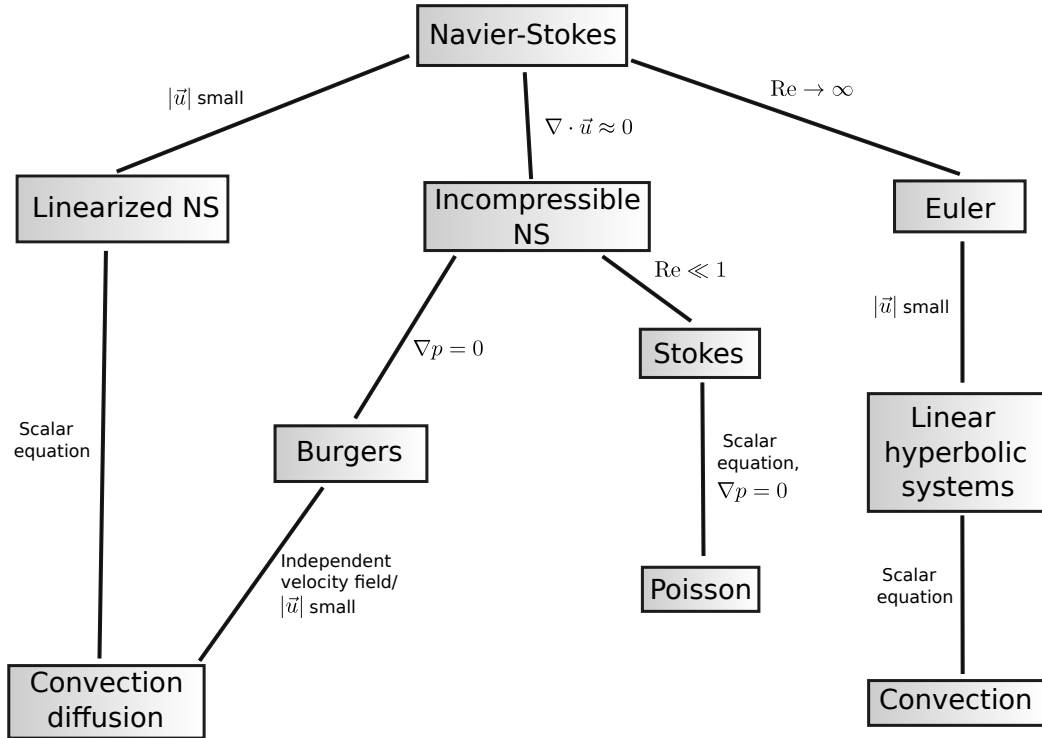 Navier-Stokes
|u⃗| small
∇ · u⃗ ≈ 0
Re → ∞
Linearized NS
Incompressible
NS
Euler
Re ≪ 1
|u⃗| small
∇p = 0
Stokes
Scalar
equation
Burgers
Scalar
equation,
∇p = 0
Linear
hyperbolic
systems
Independent
velocity field/
|u⃗| small
Poisson
Scalar
equation
Convection
diffusion
Convection